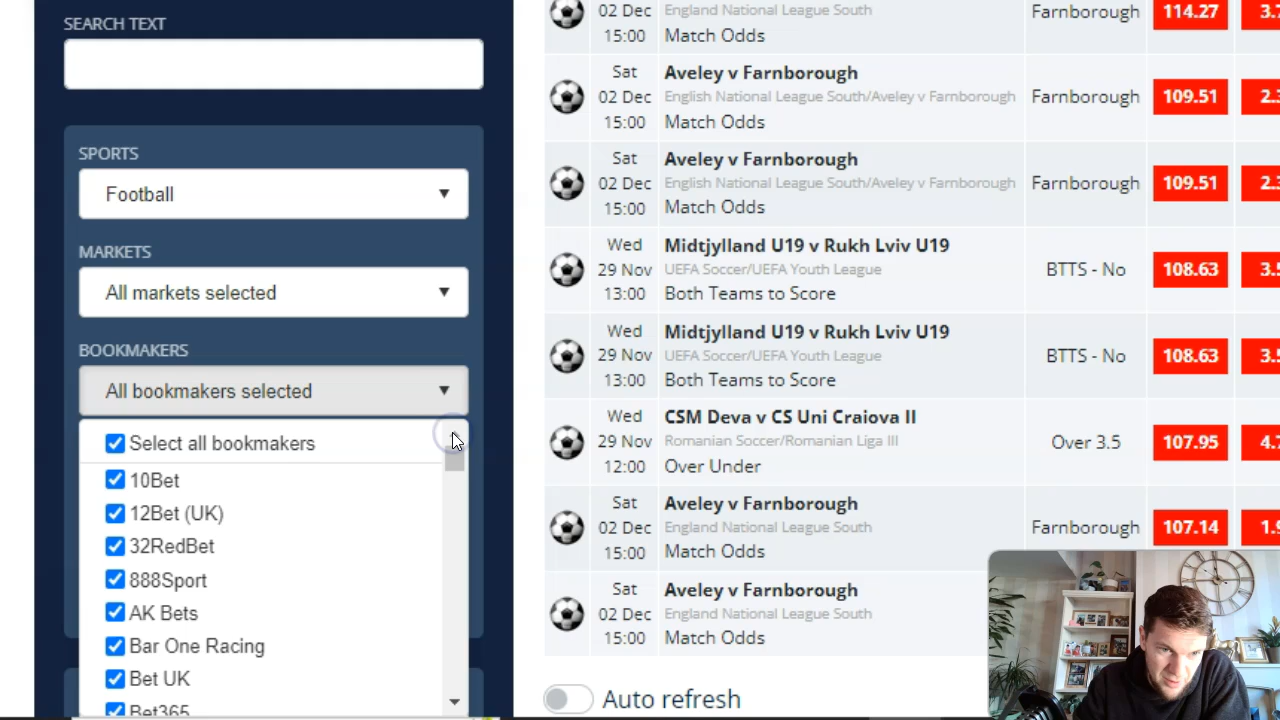 SEARCH TEXT
SPORTS
Football
MARKETS
All markets selected
BOOKMAKERS
All bookmakers selected
Select all bookmakers
10Bet
12Bet (UK)
32RedBet
888Sport
AK Bets
Bar One Racing
Bet UK
Bet365
02 Dec England National League South Farnborough 114.27 3.7
15:00 Match Odds
Sat Aveley v Farnborough
02 Dec English National League South/Aveley v Farnborough Farnborough 109.51
15:00 Match Odds
Sat Aveley v Farnborough
02 Dec English National League South/Aveley v Farnborough Farnborough 109.51
15:00 Match Odds
Wed Midtjylland U19 v Rukh Lviv U19
29 Nov UEFA Soccer/UEFA Youth League BTTS - No 108.63
13:00 Both Teams to Score
Wed Midtjylland U19 v Rukh Lviv U19
29 Nov UEFA Soccer/UEFA Youth League BTTS - No 108.63
13:00 Both Teams to Score
Wed CSM Deva v CS Uni Craiova II
29 Nov Romanian Soccer/Romanian Liga III Over 3.5 107.95
12:00 Over Under
Sat Aveley v Farnborough
02 Dec England National League South Farnborough 107.14
15:00 Match Odds
Sat Aveley v Farnborough
02 Dec England National League South
15:00 Match Odds
Auto refresh